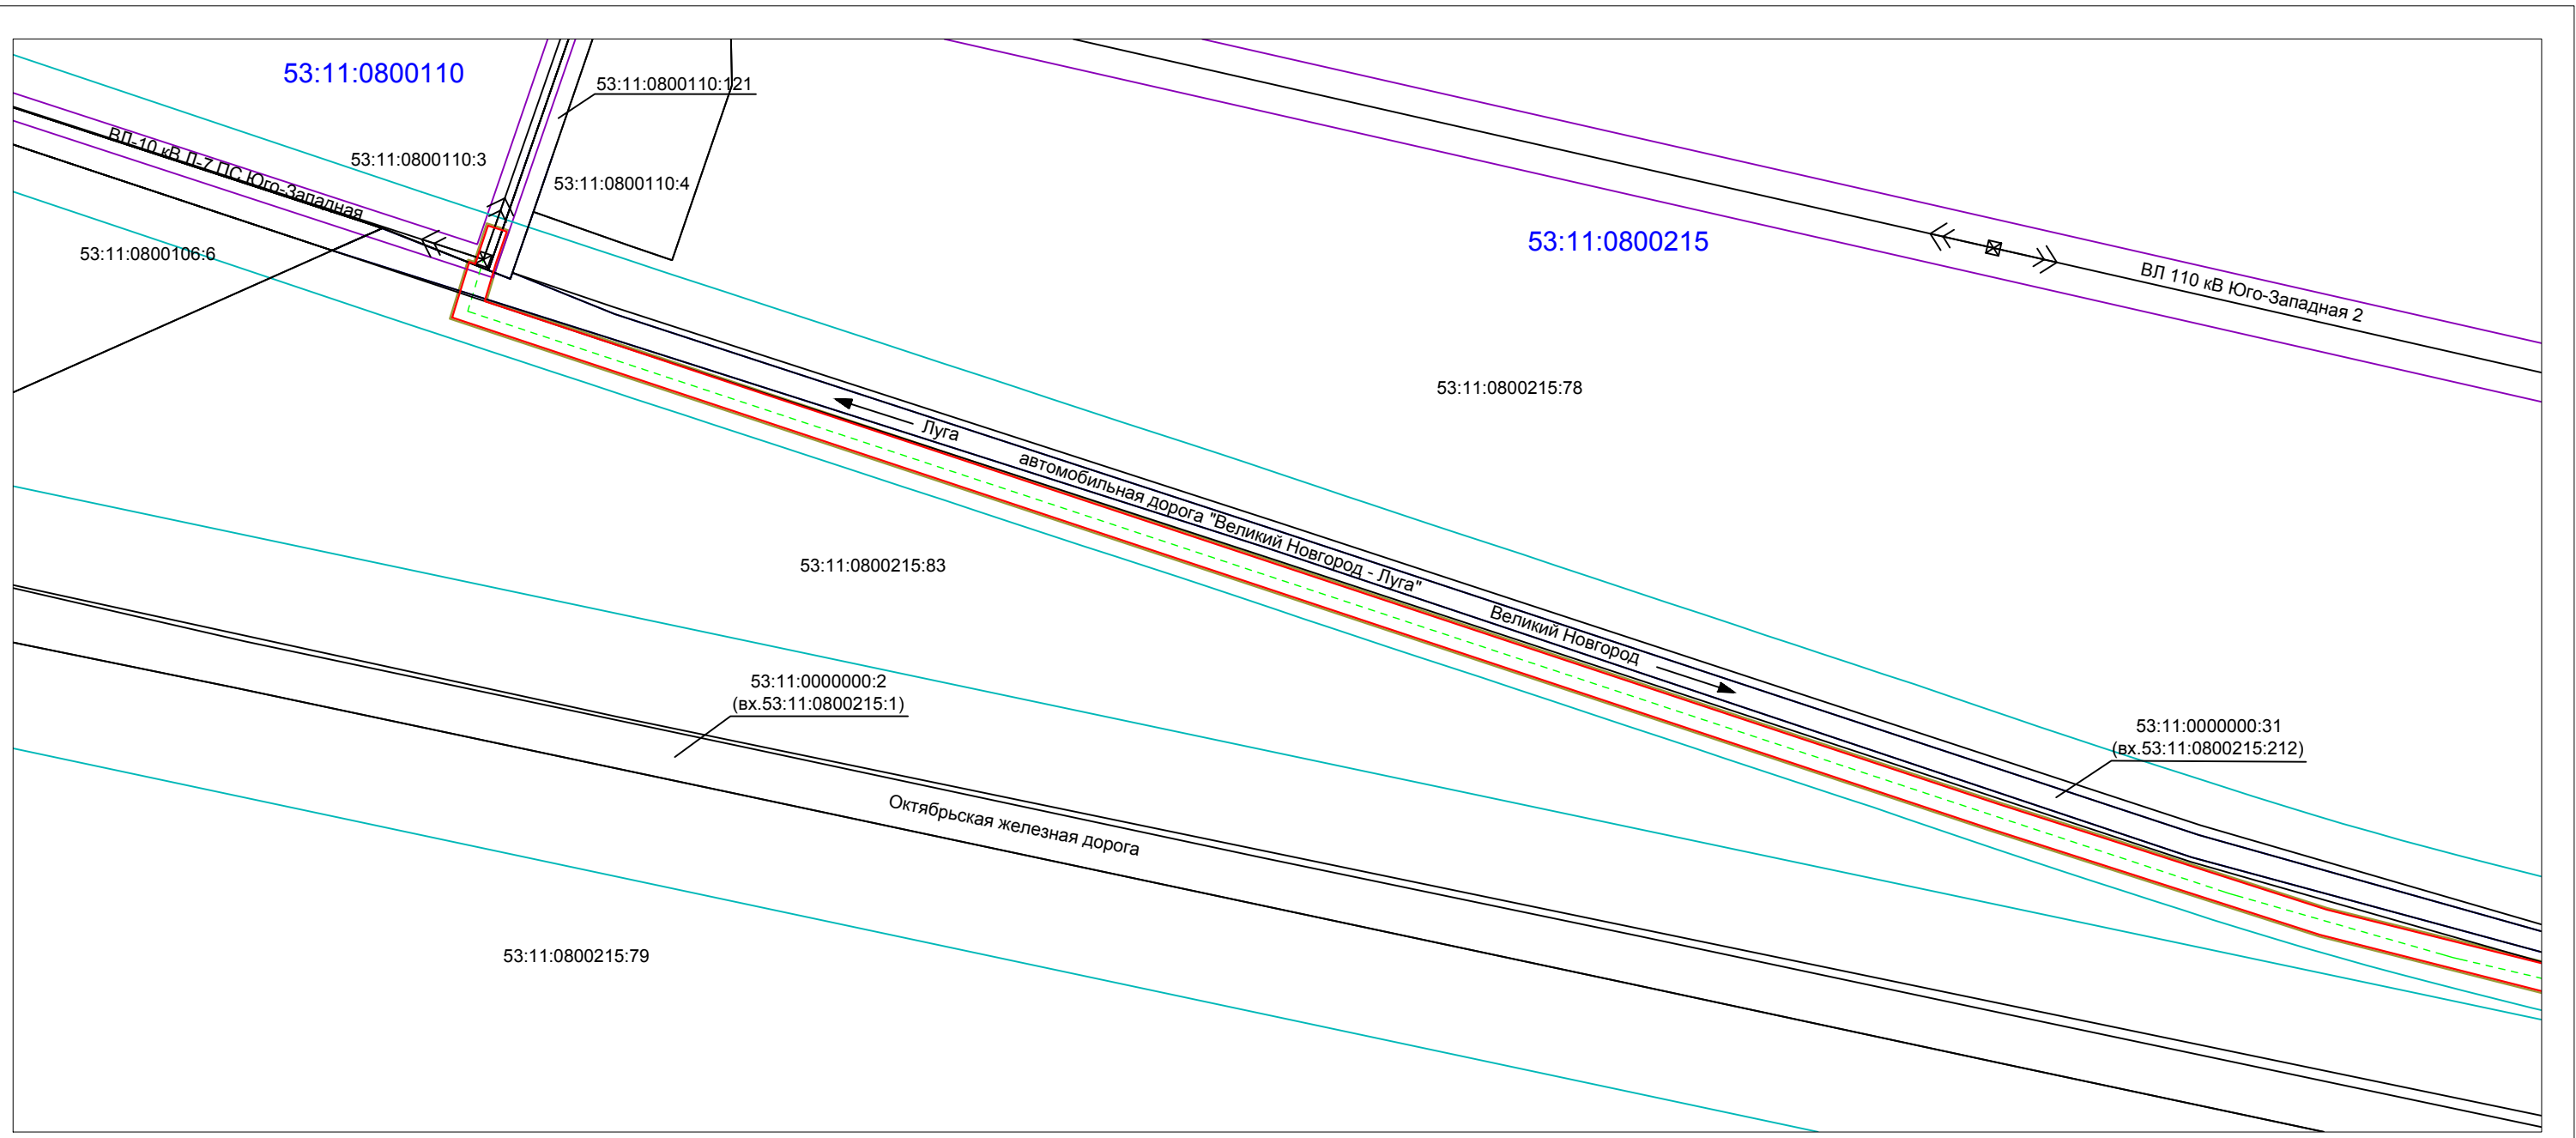 53:11:0800110
53:11:0800110:121
ВЛ-10 кВ Л-7 ПС Юго-Западная
53:11:0800110:3
53:11:0800110:4
53:11:0800106:6
53:11:0800215
ВЛ 110 кВ Юго-Западная 2
53:11:0800215:78
Луга
автомобильная дорога "Великий Новгород - Луга"
53:11:0800215:83
Великий Новгород
53:11:0000000:2
(вх.53:11:0800215:1)
53:11:0000000:31
(вх.53:11:0800215:212)
Октябрьская железная дорога
53:11:0800215:79